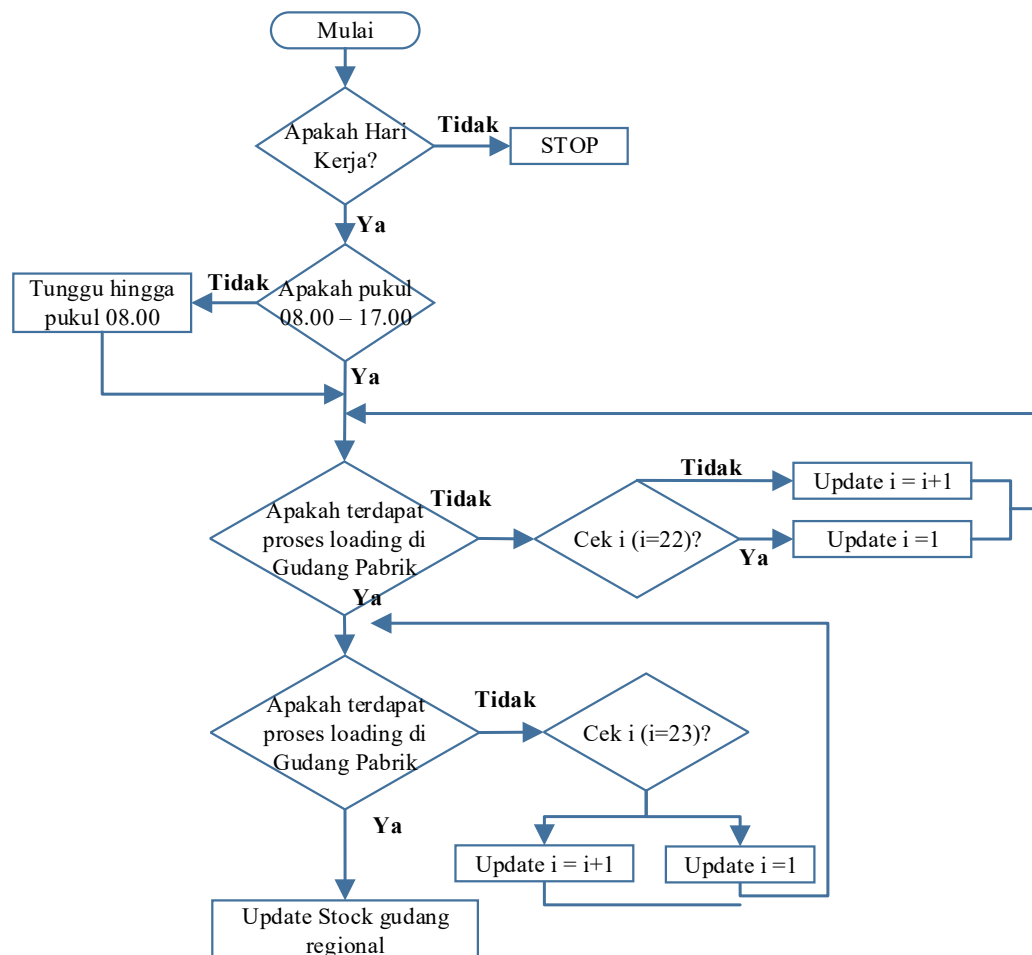 Mulai
Apakah Hari
Kerja?
Tidak
STOP
Ya
Apakah pukul
08.00 – 17.00
Tidak
Tunggu hingga
pukul 08.00
Ya
Apakah terdapat
proses loading di
Gudang Pabrik
Tidak
Cek i (i=22)?
Tidak
Update i = i+1
Ya
Update i =1
Ya
Apakah terdapat
proses loading di
Gudang Pabrik
Tidak
Cek i (i=23)?
Update i = i+1
Update i =1
Ya
Update Stock gudang
regional